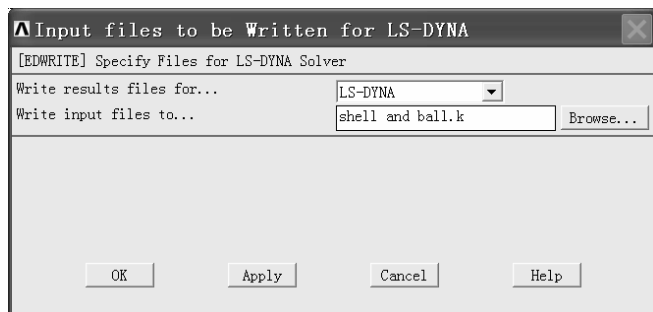 Input files to be Written for LS-DYNA
[EDWRITE] Specify Files for LS-DYNA Solver
Write results files for... LS-DYNA
Write input files to... shell and ball.k Browse...
OK Apply Cancel Help